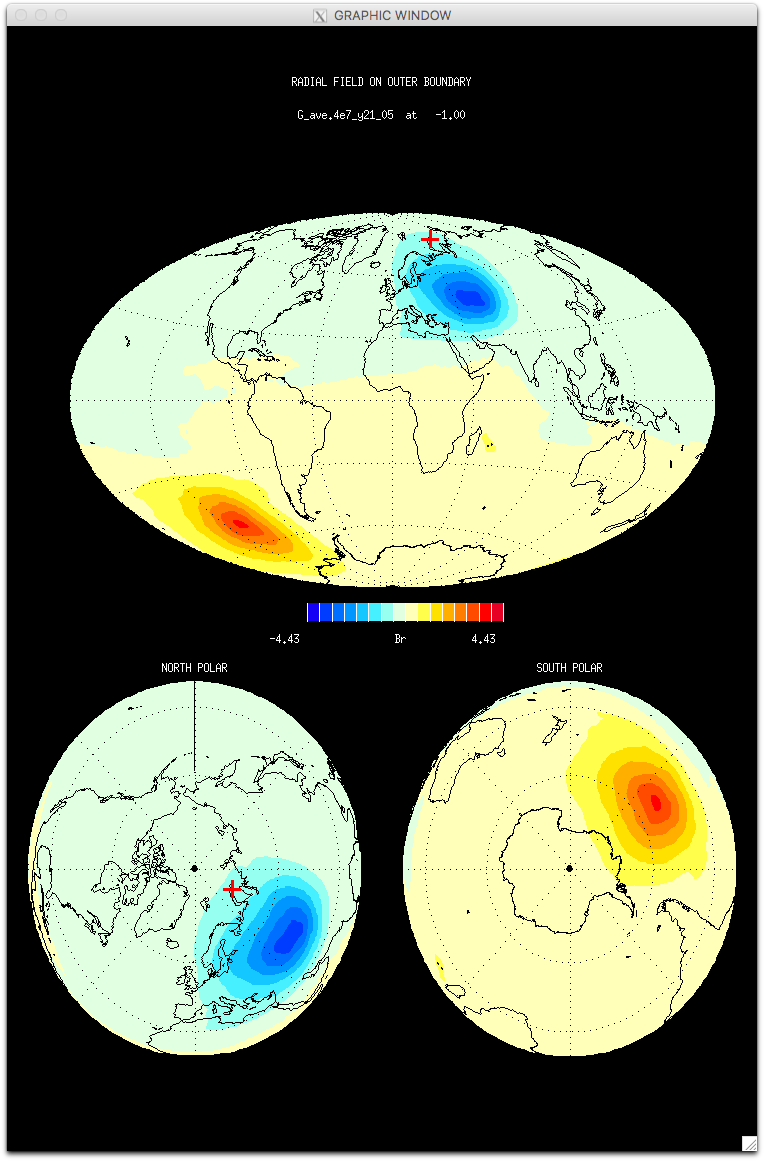 GRAPHIC WINDOW
RADIAL FIELD ON OUTER BOUNDARY
G_ave.4e7_y21_05 at -1.00
-4.43 Br 4.43
NORTH POLAR SOUTH POLAR